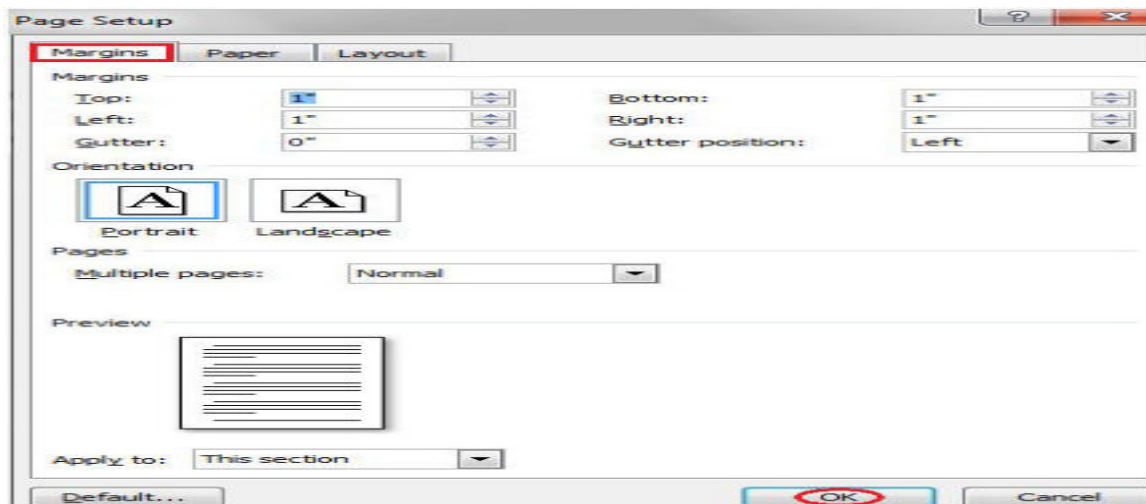 Page Setup
Margins Paper Layout
Margins
Top: 1" Bottom: 1"
Left: 1" Right: 1"
Gutter: 0" Gutter position: Left
Orientation
A A
Portrait Landscape
Pages
Multiple pages: Normal
Preview
Apply to: This section
Default... OK Cancel